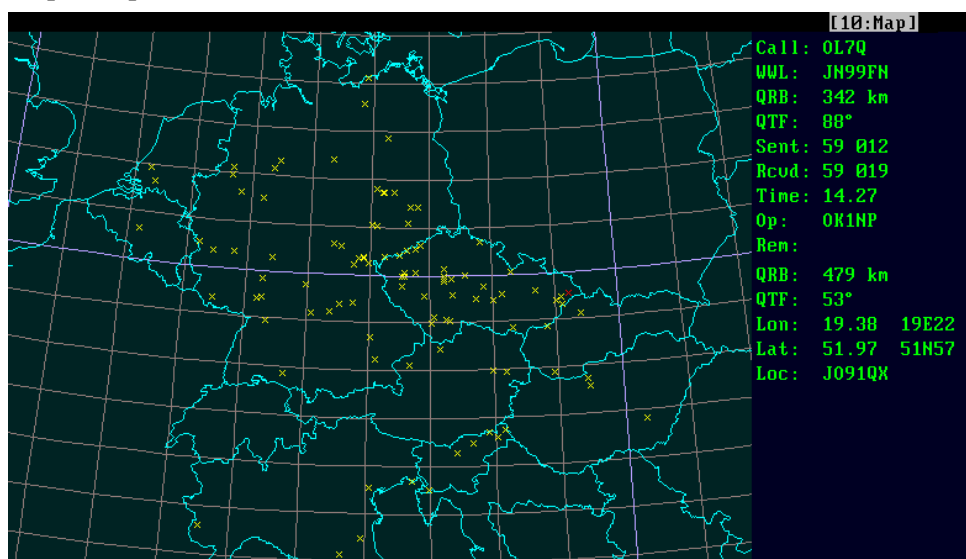 [10:Map]
Call: OL7Q
WWL: JN99FN
QRB: 342 km
QTF: 88°
Sent: 59 012
Rcvd: 59 019
Time: 14.27
Op: OK1NP
Rem:
QRB: 479 km
QTF: 53°
Lon: 19.38 19E22
Lat: 51.97 51N57
Loc: JO91QX